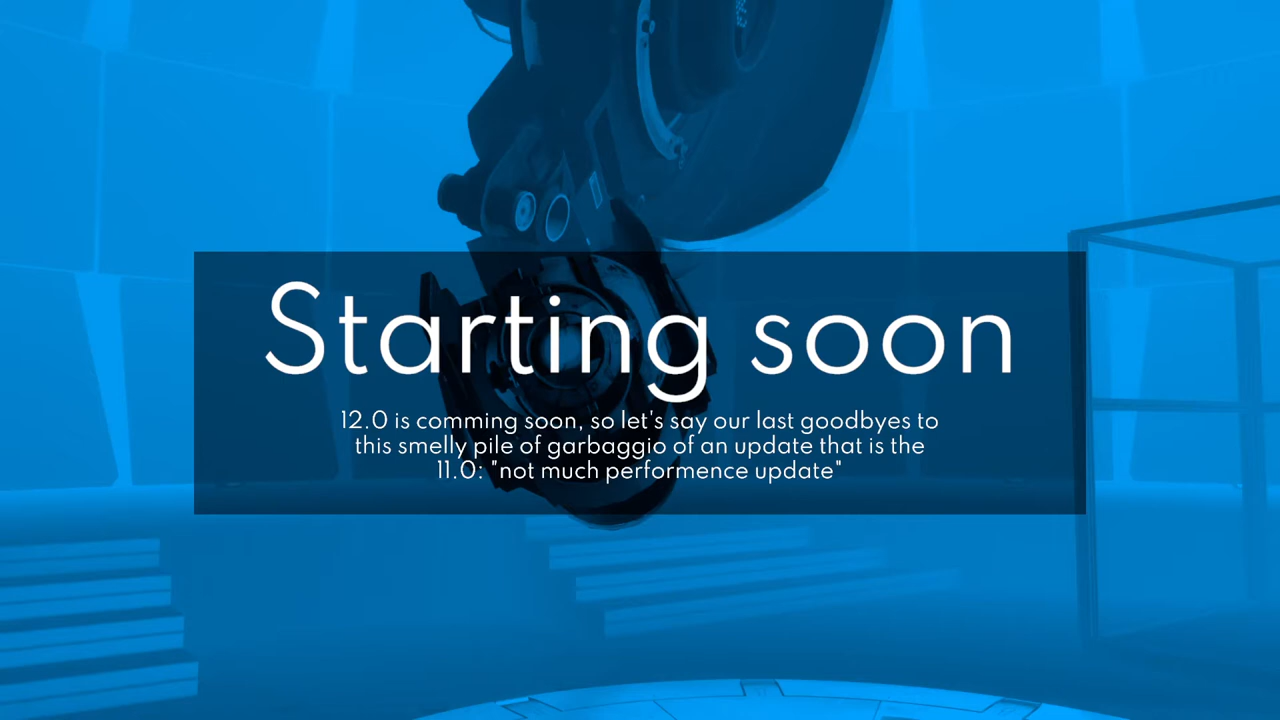 Starting soon
12.0 is comming soon, so let's say our last goodbyes to
this smelly pile of garbaggio of an update that is the
11.0: "not much performence update"